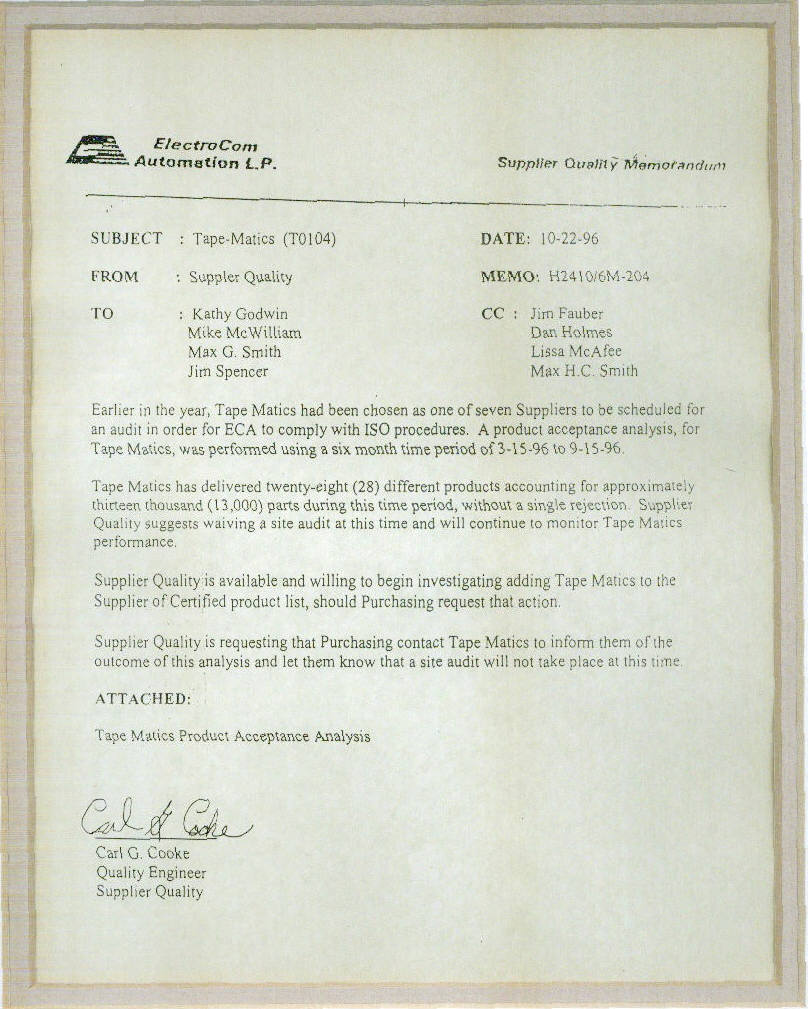 ElectroCom
Automation L.P.
Supplier Quality Memorandum
SUBJECT : Tape-Matics (T0104)
DATE: 10-22-96
FROM : Suppler Quality
MEMO: H2410/6M-204
TO : Kathy Godwin
Mike McWilliam
Max G. Smith
Jim Spencer
CC : Jim Fauber
Dan Holmes
Lissa McAfee
Max H.C. Smith
Earlier in the year, Tape Matics had been chosen as one of seven Suppliers to be scheduled for
an audit in order for ECA to comply with ISO procedures. A product acceptance analysis, for
Tape Matics, was performed using a six month time period of 3-15-96 to 9-15-96.
Tape Matics has delivered twenty-eight (28) different products accounting for approximately
thirteen thousand (13,000) parts during this time period, without a single rejection. Supplier
Quality suggests waiving a site audit at this time and will continue to monitor Tape Matics
performance.
Supplier Quality is available and willing to begin investigating adding Tape Matics to the
Supplier of Certified product list, should Purchasing request that action.
Supplier Quality is requesting that Purchasing contact Tape Matics to inform them of the
outcome of this analysis and let them know that a site audit will not take place at this time.
ATTACHED:
Tape Matics Product Acceptance Analysis
Carl G Cooke
Carl G. Cooke
Quality Engineer
Supplier Quality